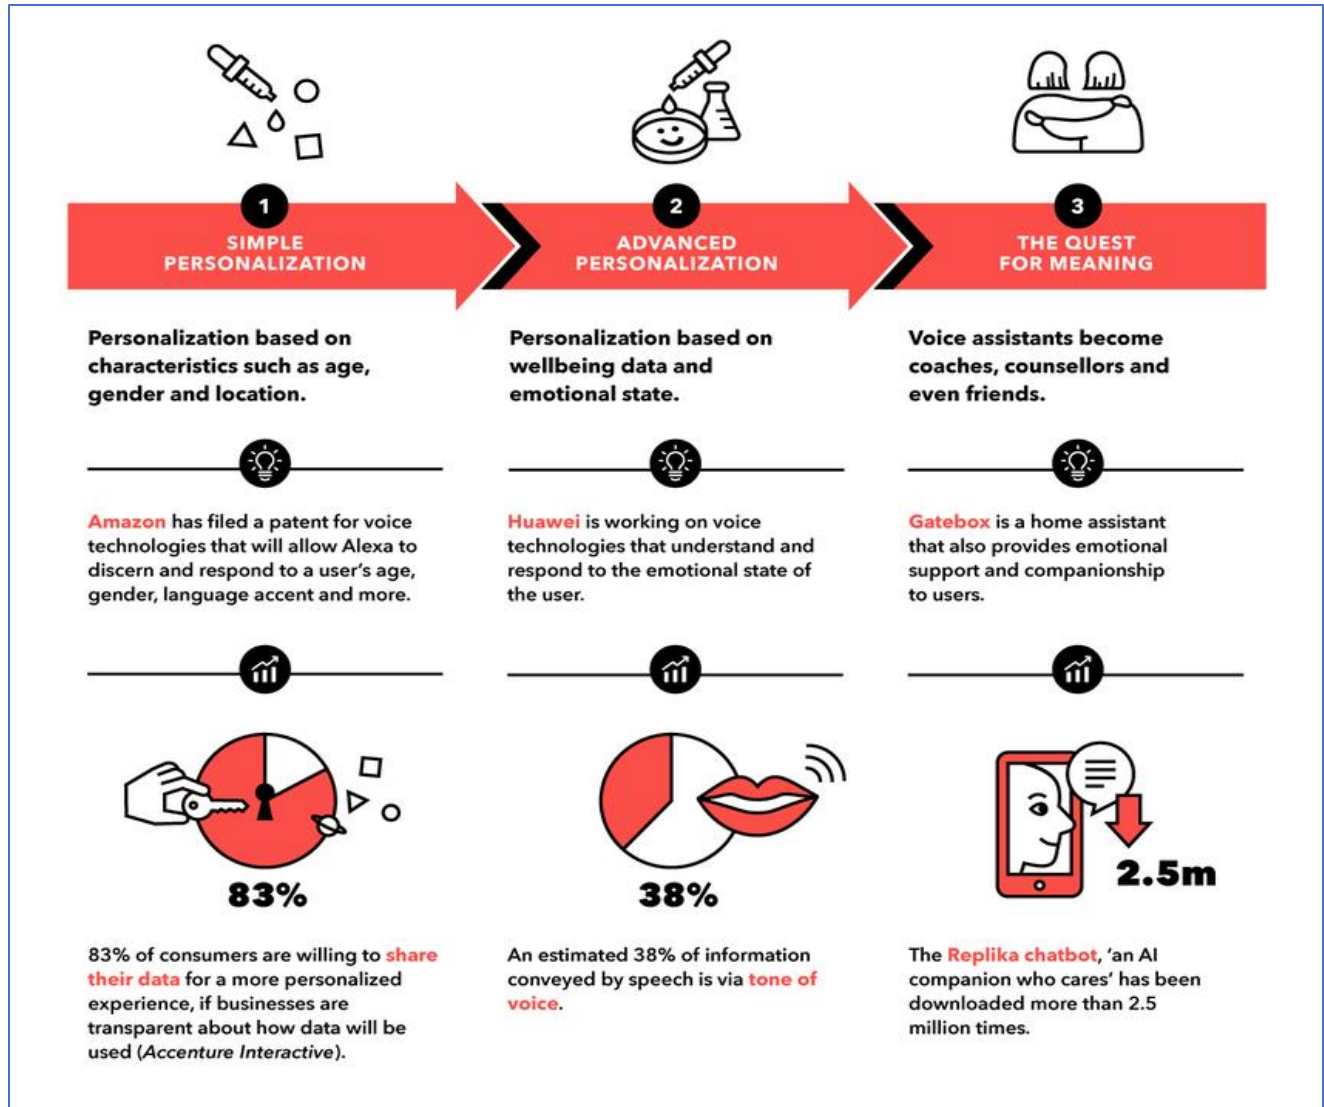 1
SIMPLE
PERSONALIZATION
Personalization based on
characteristics such as age,
gender and location.
Amazon has filed a patent for voice
technologies that will allow Alexa to
discern and respond to a user's age,
gender, language accent and more.
83%
83% of consumers are willing to share
their data for a more personalized
experience, if businesses are
transparent about how data will be
used (Accenture Interactive).
2
ADVANCED
PERSONALIZATION
Personalization based on
wellbeing data and
emotional state.
Huawei is working on voice
technologies that understand and
respond to the emotional state of
the user.
38%
An estimated 38% of information
conveyed by speech is via tone of
voice.
3
THE QUEST
FOR MEANING
Voice assistants become
coaches, counsellors and
even friends.
Gatebox is a home assistant
that also provides emotional
support and companionship
to users.
2.5m
The Replika chatbot, ‘an AI
companion who cares’ has been
downloaded more than 2.5
million times.